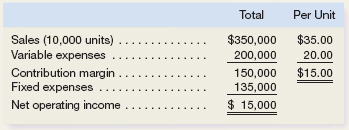 Total Per Unit
Sales (10,000 units) . . . . . . . . . . . . . . . $350,000 $35.00
Variable expenses . . . . . . . . . . . . . . . . 200,000 20.00
Contribution margin . . . . . . . . . . . . . . . 150,000 $15.00
Fixed expenses . . . . . . . . . . . . . . . . . . 135,000
Net operating income . . . . . . . . . . . . . $ 15,000